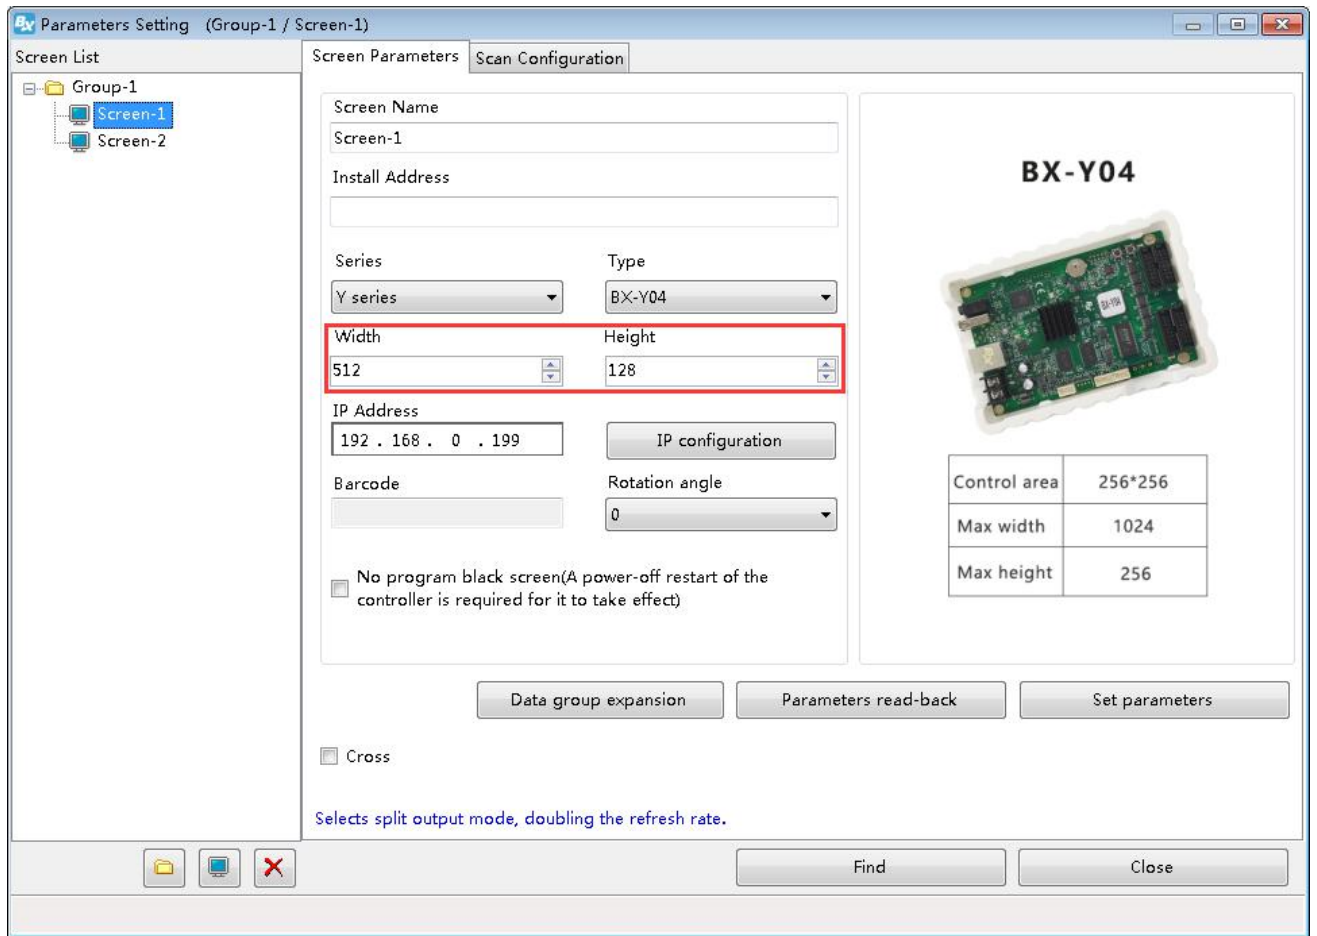 BX Parameters Setting (Group-1 / Screen-1)
Screen List
Group-1
Screen-1
Screen-2
Screen Parameters
Scan Configuration
Screen Name
Screen-1
Install Address
Series
Type
Y series
BX-Y04
Width
Height
512
128
IP Address
192 . 168 . 0 . 199
IP configuration
Barcode
Rotation angle
0
No program black screen(A power-off restart of the
controller is required for it to take effect)
BX-Y04
BX-Y04
Control area 256*256
Max width 1024
Max height 256
Data group expansion
Parameters read-back
Set parameters
Cross
Selects split output mode, doubling the refresh rate.
Find
Close